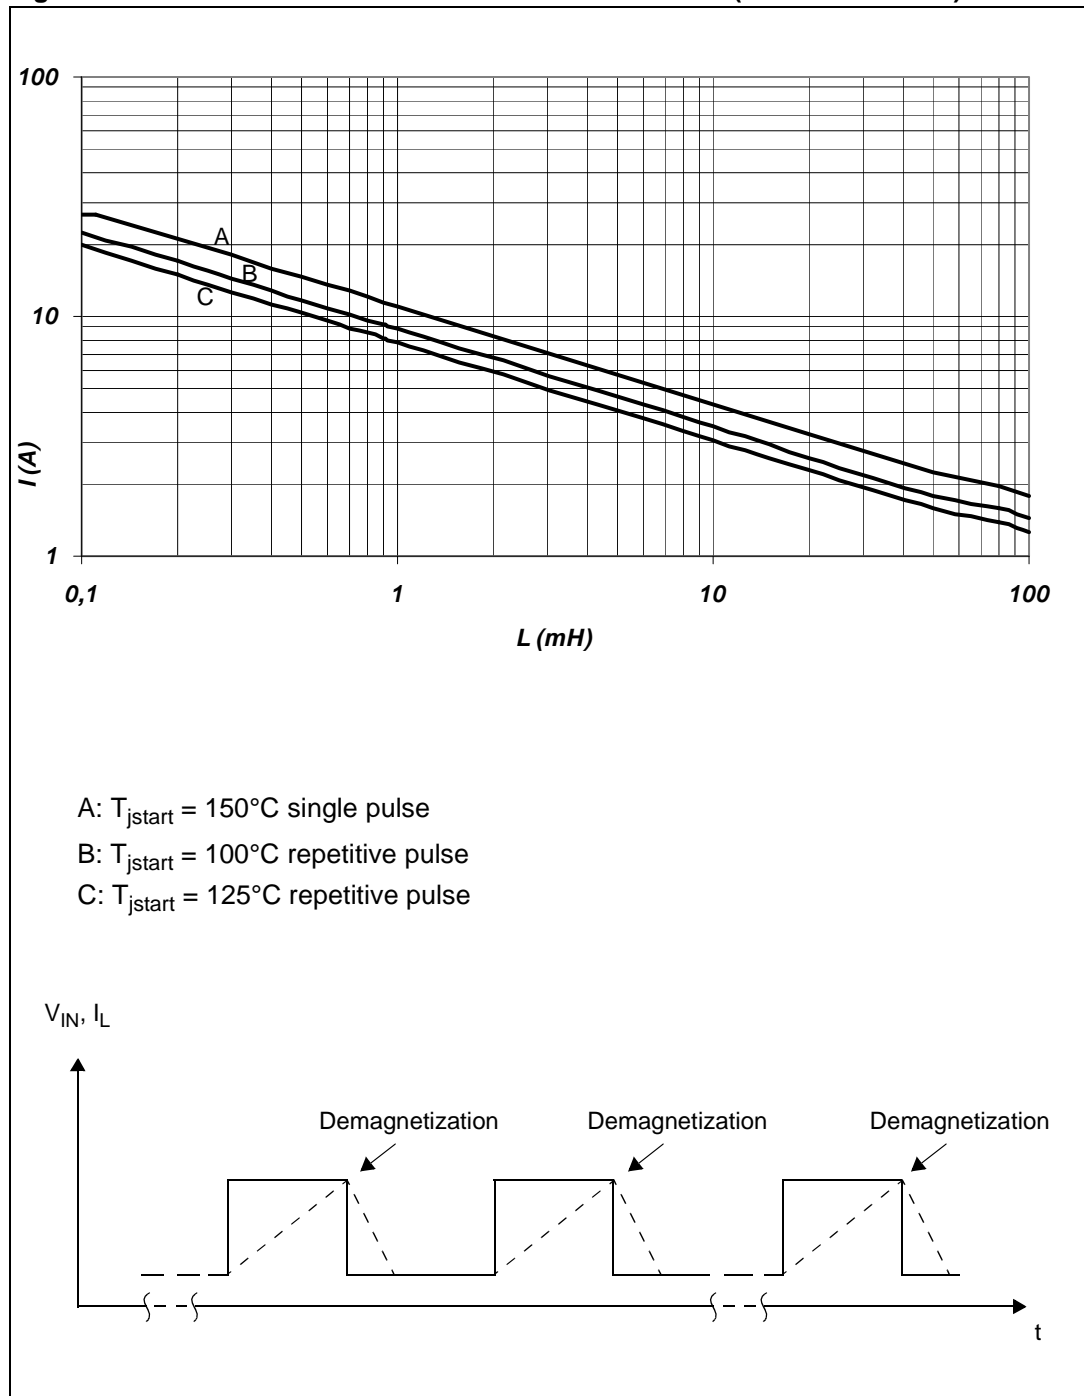 100
A
B
C
10
I (A)
1
0,1 1 10 100
L (mH)
A: Tjstart = 150°C single pulse
B: Tjstart = 100°C repetitive pulse
C: Tjstart = 125°C repetitive pulse
VIN, IL
Demagnetization Demagnetization Demagnetization
t